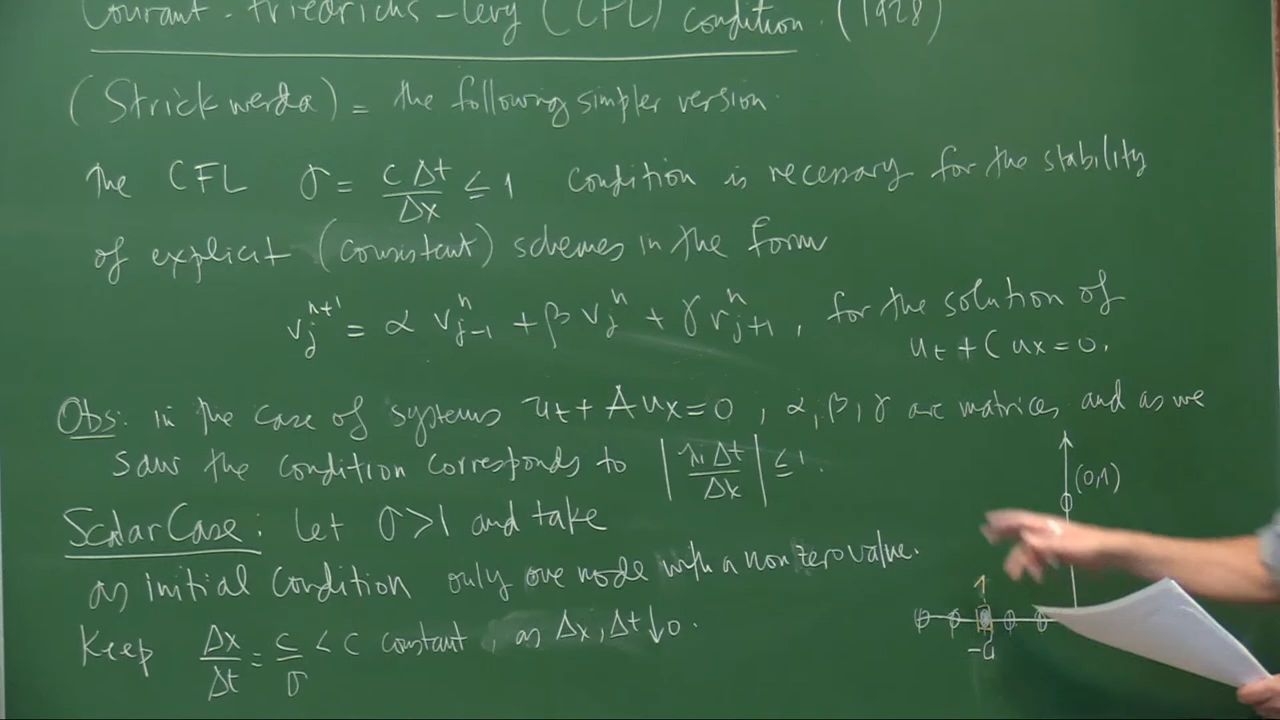 Courant-Friedrichs-Levy (CFL) condition. (1928)
(Strickwerda) = the following simpler version.
The CFL σ = cΔt/Δx ≤ 1 condition is necessary for the stability
of explicit (consistent) schemes in the form
v_j^{n+1} = α v_{j-1}^n + β v_j^n + γ v_{j+1}^n, for the solution of
u_t + c u_x = 0.
Obs: in the case of systems u_t + A u_x = 0, α, β, γ are matrices and as we
saw the condition corresponds to |λ_i Δt/Δx| ≤ 1.
Scalar Case: let σ > 1 and take
as initial condition only one node with a non zero value.
Keep Δx/Δt = c/σ < c constant, as Δx, Δt ↓ 0.
(0,1)
1